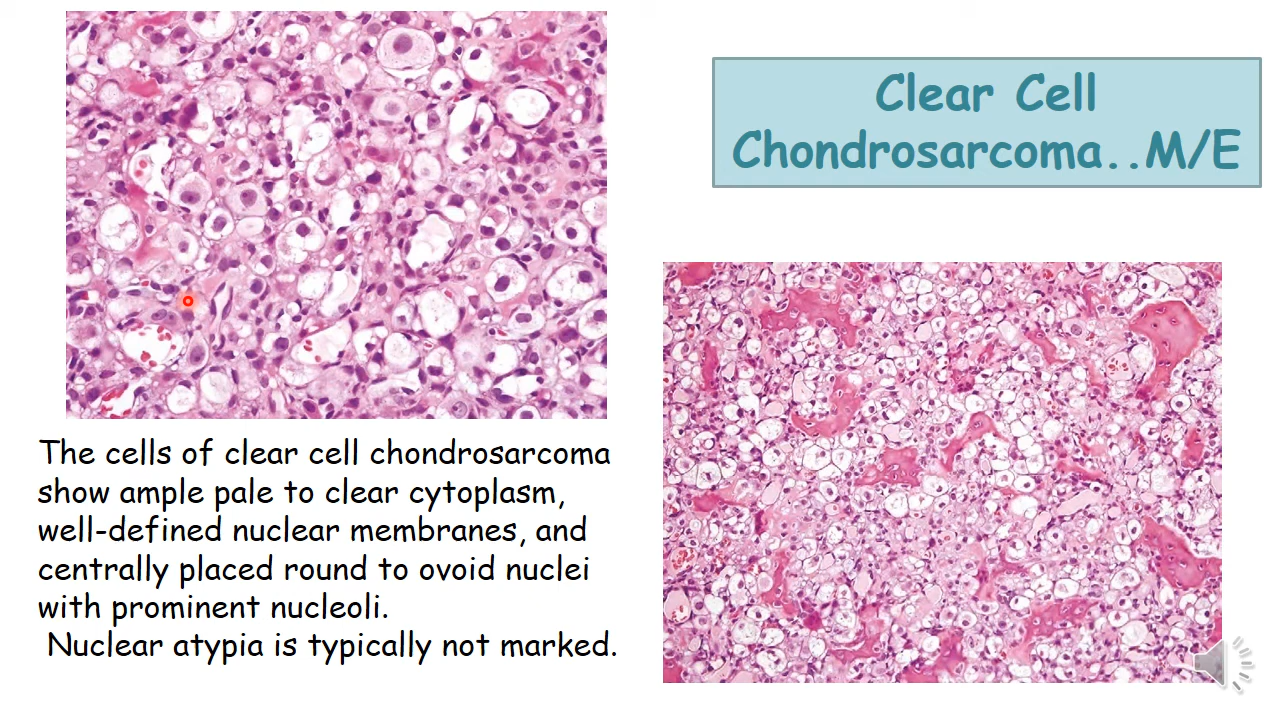 Clear Cell
Chondrosarcoma..M/E
The cells of clear cell chondrosarcoma
show ample pale to clear cytoplasm,
well-defined nuclear membranes, and
centrally placed round to ovoid nuclei
with prominent nucleoli.
Nuclear atypia is typically not marked.